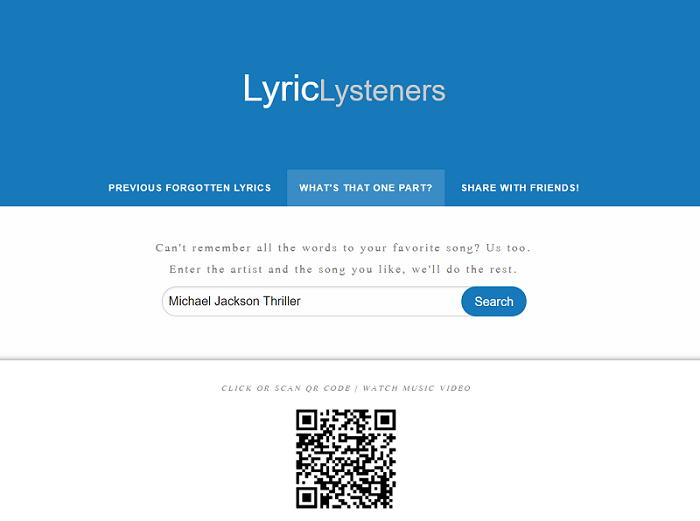 LyricLysteners
PREVIOUS FORGOTTEN LYRICS WHAT'S THAT ONE PART? SHARE WITH FRIENDS!
Can't remember all the words to your favorite song? Us too.
Enter the artist and the song you like, we'll do the rest.
Michael Jackson Thriller Search
CLICK OR SCAN QR CODE | WATCH MUSIC VIDEO